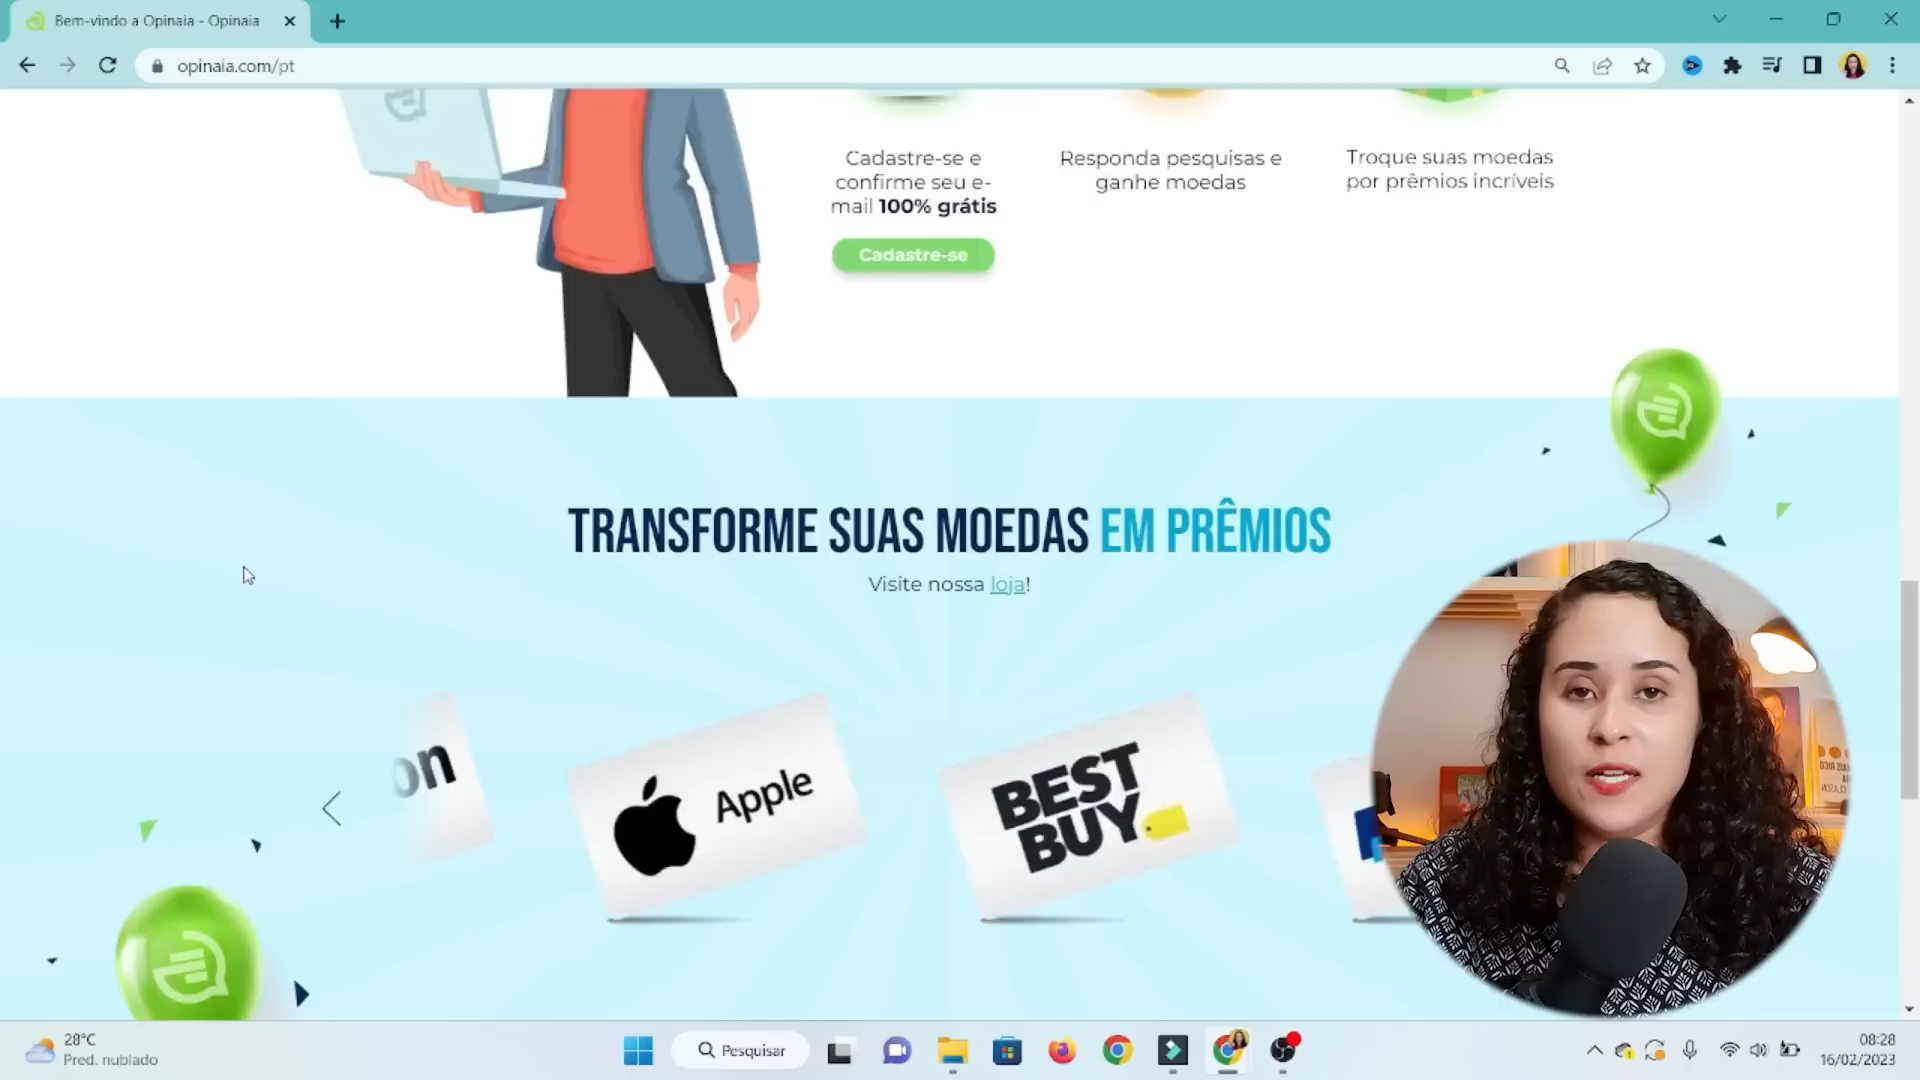 Bem-vindo a Opinaia - Opinaia
opinaia.com/pt
Cadastre-se e
confirme seu e-
mail 100% grátis
Cadastre-se
Responda pesquisas e
ganhe moedas
Troque suas moedas
por prêmios incríveis
TRANSFORME SUAS MOEDAS EM PRÊMIOS
Visite nossa loja!
on
Apple
BEST
BUY
28°C
Pred. nublado
Pesquisar
08:28
16/02/2023